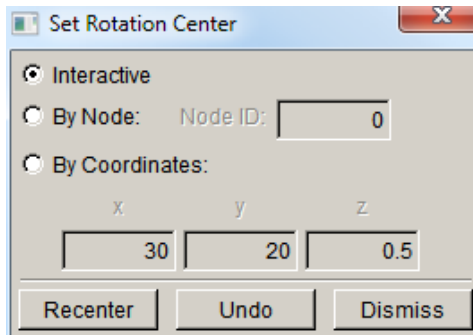 Set Rotation Center X
Interactive
By Node: Node ID: 0
By Coordinates:
x y z
30 20 0.5
Recenter Undo Dismiss